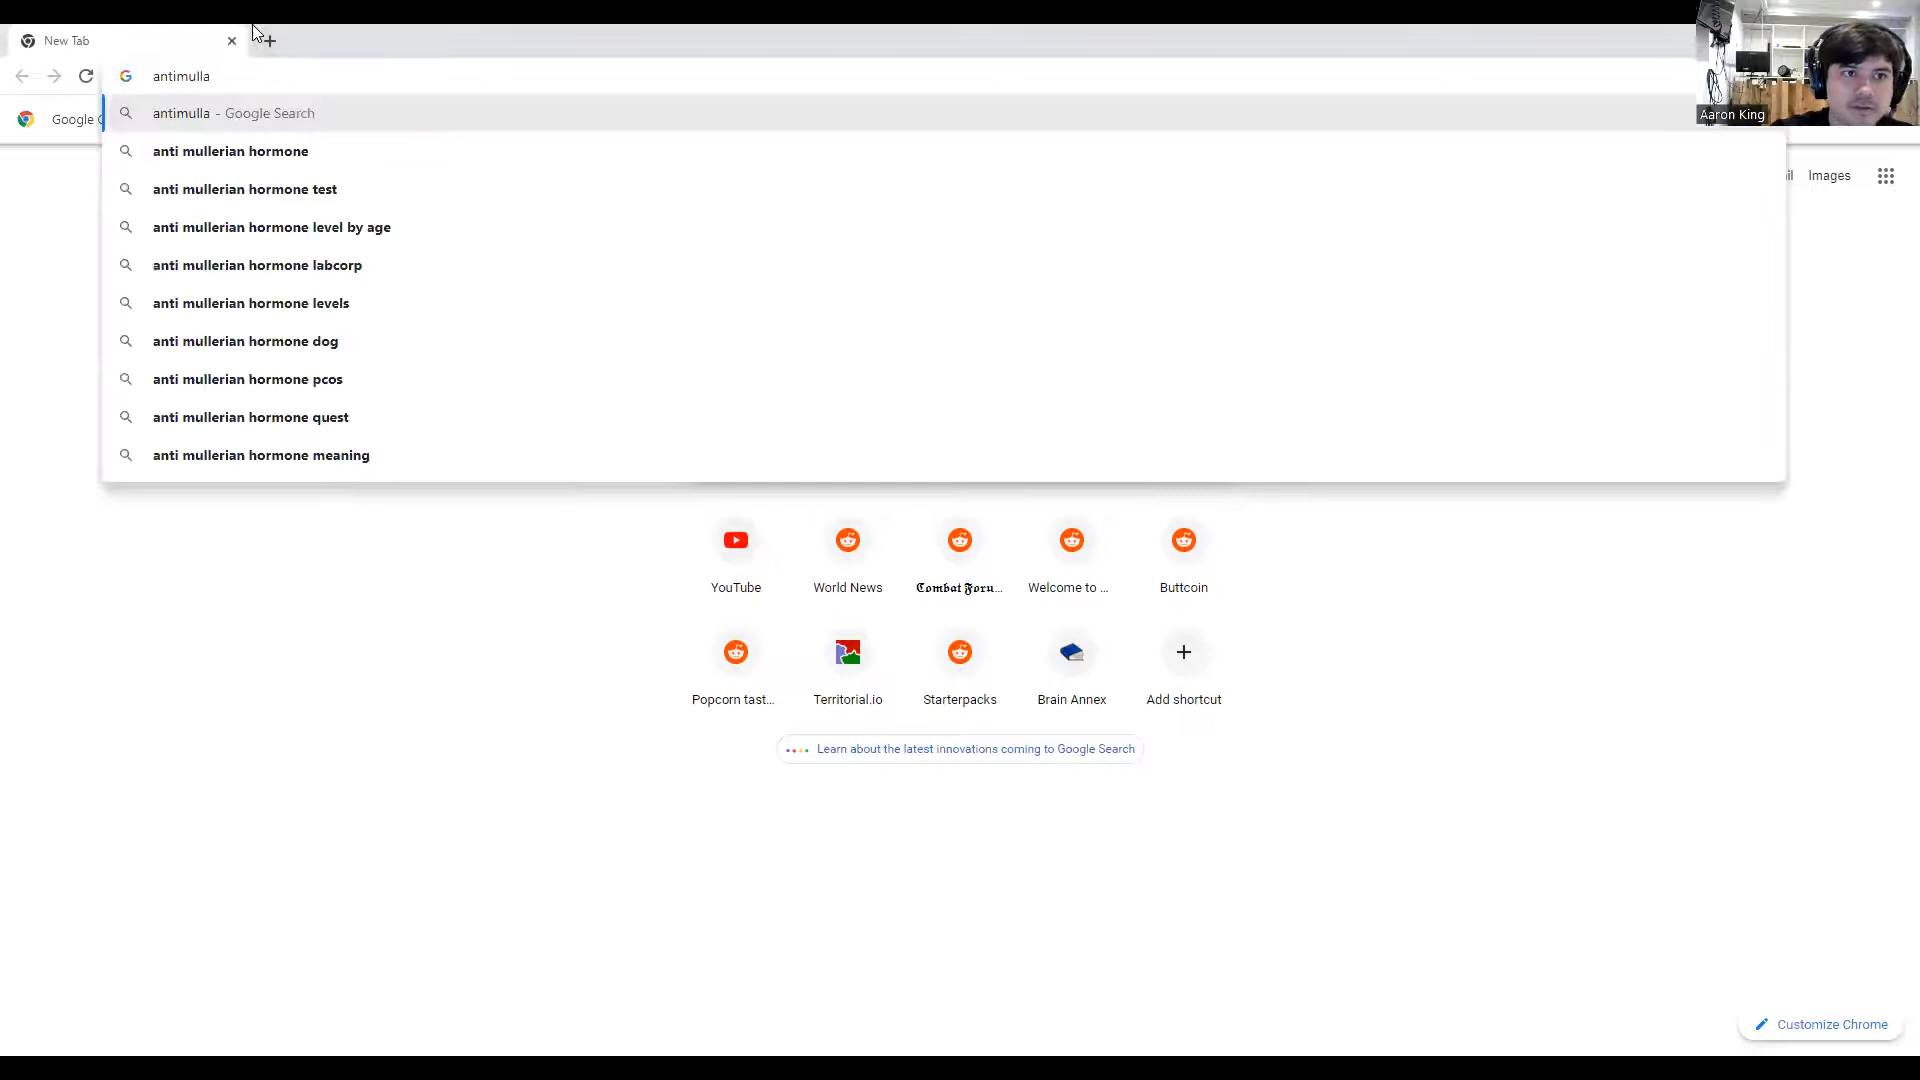 New Tab
antimulla
antimulla - Google Search
Google
anti mullerian hormone
anti mullerian hormone test
anti mullerian hormone level by age
anti mullerian hormone labcorp
anti mullerian hormone levels
anti mullerian hormone dog
anti mullerian hormone pcos
anti mullerian hormone quest
anti mullerian hormone meaning
Aaron King
Images
YouTube
World News
Combat Foru...
Welcome to ...
Buttcoin
Popcorn tast...
Territorial.io
Starterpacks
Brain Annex
Add shortcut
Learn about the latest innovations coming to Google Search
Customize Chrome